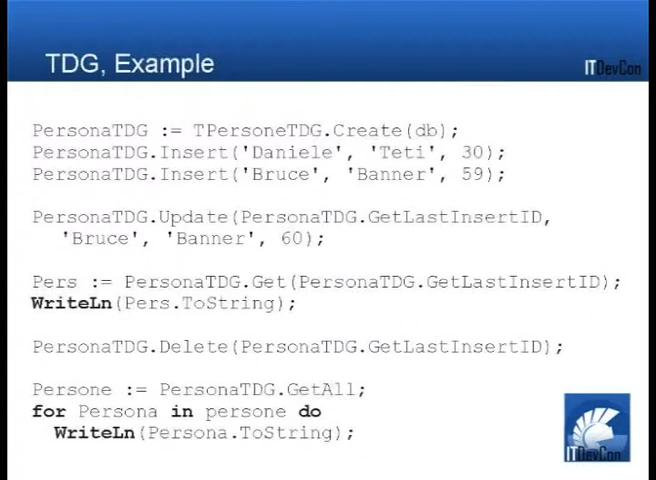 TDG, Example
ITDevCon
PersonaTDG := TPersoneTDG.Create(db);
PersonaTDG.Insert('Daniele', 'Teti', 30);
PersonaTDG.Insert('Bruce', 'Banner', 59);
PersonaTDG.Update(PersonaTDG.GetLastInsertID,
'Bruce', 'Banner', 60);
Pers := PersonaTDG.Get(PersonaTDG.GetLastInsertID);
WriteLn(Pers.ToString);
PersonaTDG.Delete(PersonaTDG.GetLastInsertID);
Persone := PersonaTDG.GetAll;
for Persona in persone do
WriteLn(Persona.ToString);
ITDevCon